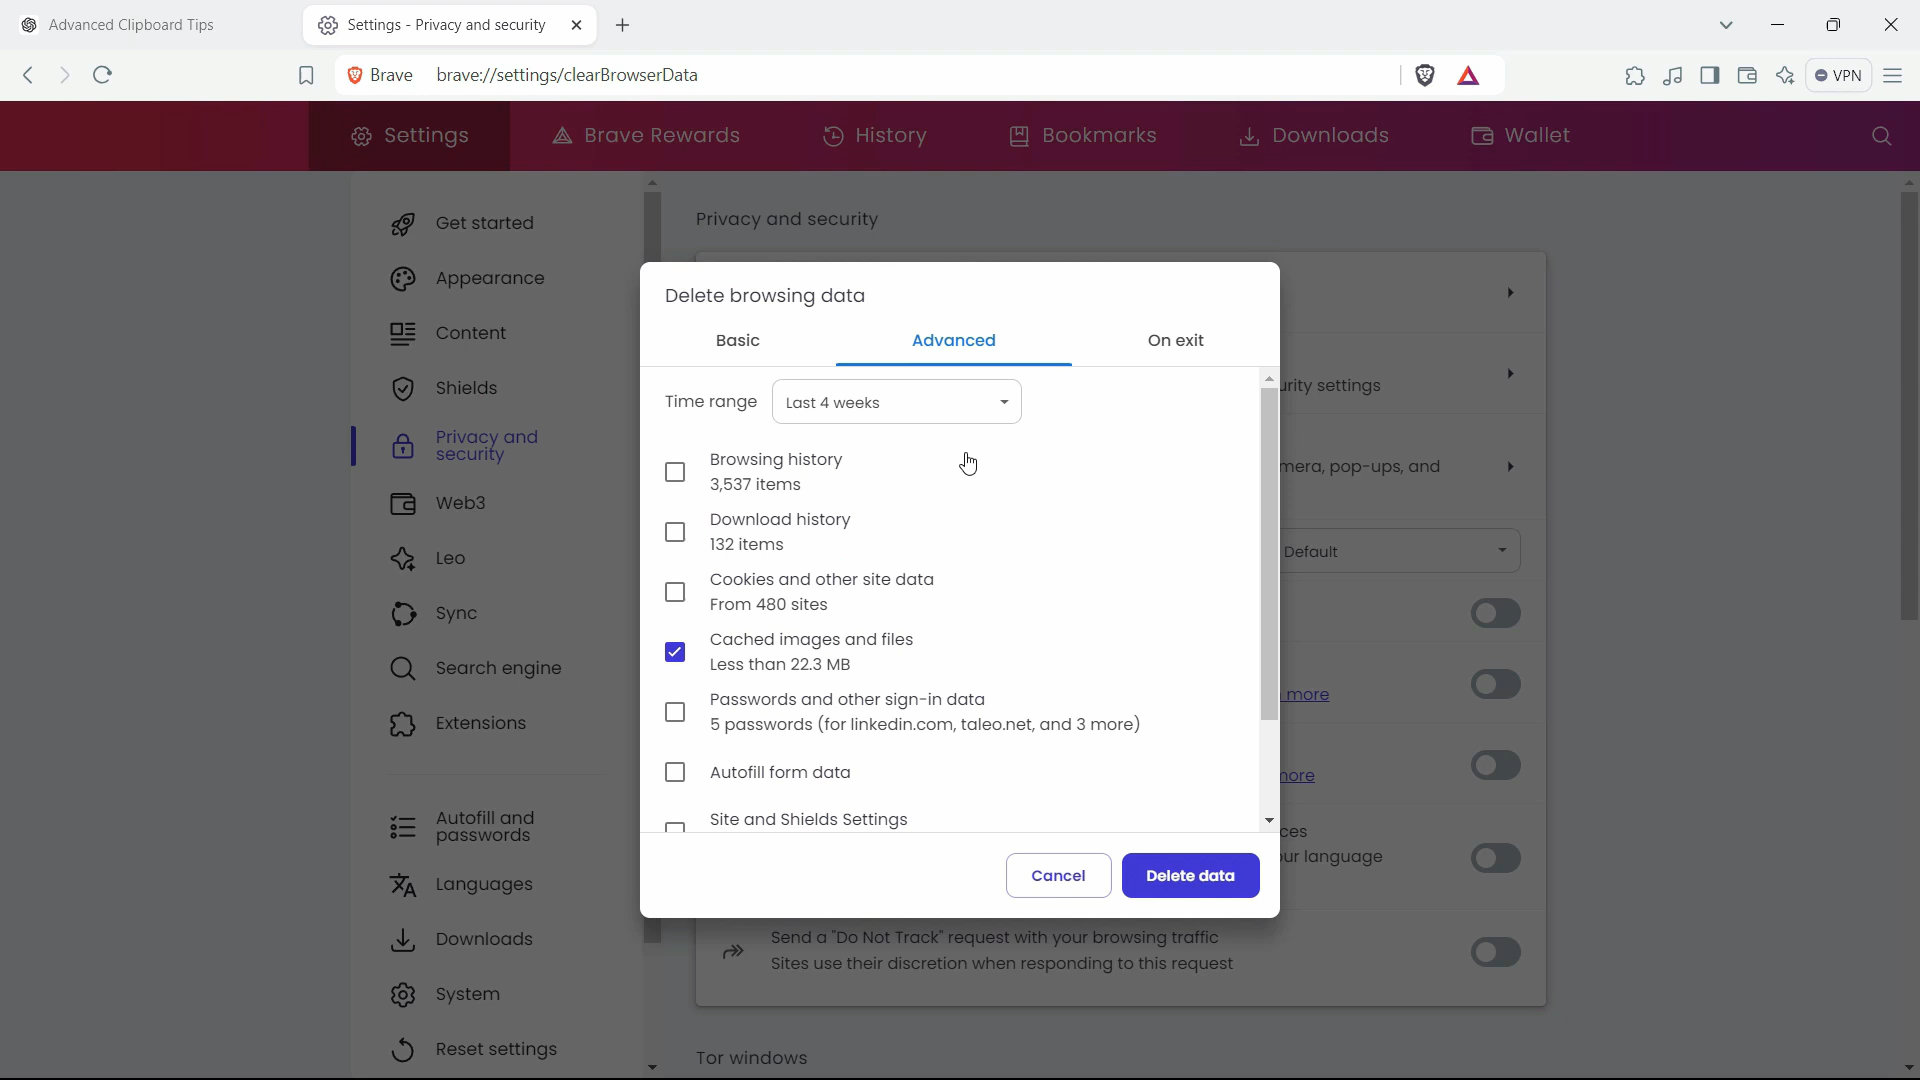 Advanced Clipboard Tips
Settings - Privacy and security
Brave
brave://settings/clearBrowserData
VPN
Settings
Brave Rewards
History
Bookmarks
Downloads
Wallet
Get started
Appearance
Content
Shields
Privacy and
security
Web3
Leo
Sync
Search engine
Extensions
Autofill and
passwords
Languages
Downloads
System
Reset settings
Privacy and security
Delete browsing data
Basic
Advanced
On exit
Time range
Last 4 weeks
Browsing history
3,537 items
Download history
132 items
Cookies and other site data
From 480 sites
Cached images and files
Less than 22.3 MB
Passwords and other sign-in data
5 passwords (for linkedin.com, taleo.net, and 3 more)
Autofill form data
Site and Shields Settings
Cancel
Delete data
settings
pop-ups, and
Default
more
language
Send a "Do Not Track" request with your browsing traffic
Sites use their discretion when responding to this request
Tor windows